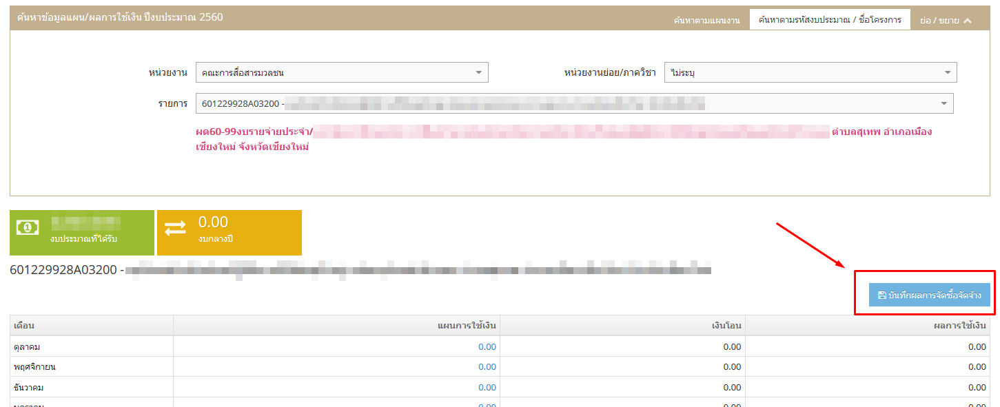 ค้นหาข้อมูลแผน/ผลการใช้เงิน ปีงบประมาณ 2560
ค้นหาตามแผนงาน
ค้นหาตามรหัสงบประมาณ / ชื่อโครงการ
ย่อ / ขยาย
หน่วยงาน
คณะการสื่อสารมวลชน
หน่วยงานย่อย/ภาควิชา
ไม่ระบุ
รายการ
601229928A03200 -
ผด60-99งบรายจ่ายประจำ/ ตำบลสุเทพ อำเภอเมือง
เชียงใหม่ จังหวัดเชียงใหม่
งบประมาณที่ได้รับ
0.00
งบกลางปี
601229928A03200 -
บันทึกผลการจัดซื้อจัดจ้าง
เดือน แผนการใช้เงิน เงินโอน ผลการใช้เงิน
ตุลาคม 0.00 0.00 0.00
พฤศจิกายน 0.00 0.00 0.00
ธันวาคม 0.00 0.00 0.00
มกราคม 0.00 0.00 0.00